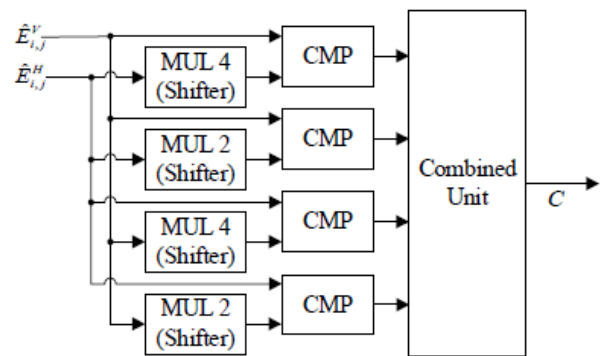 Ê^V_{i,j}
Ê^H_{i,j}
MUL 4
(Shifter)
CMP
MUL 2
(Shifter)
CMP
MUL 4
(Shifter)
CMP
MUL 2
(Shifter)
CMP
Combined
Unit
C